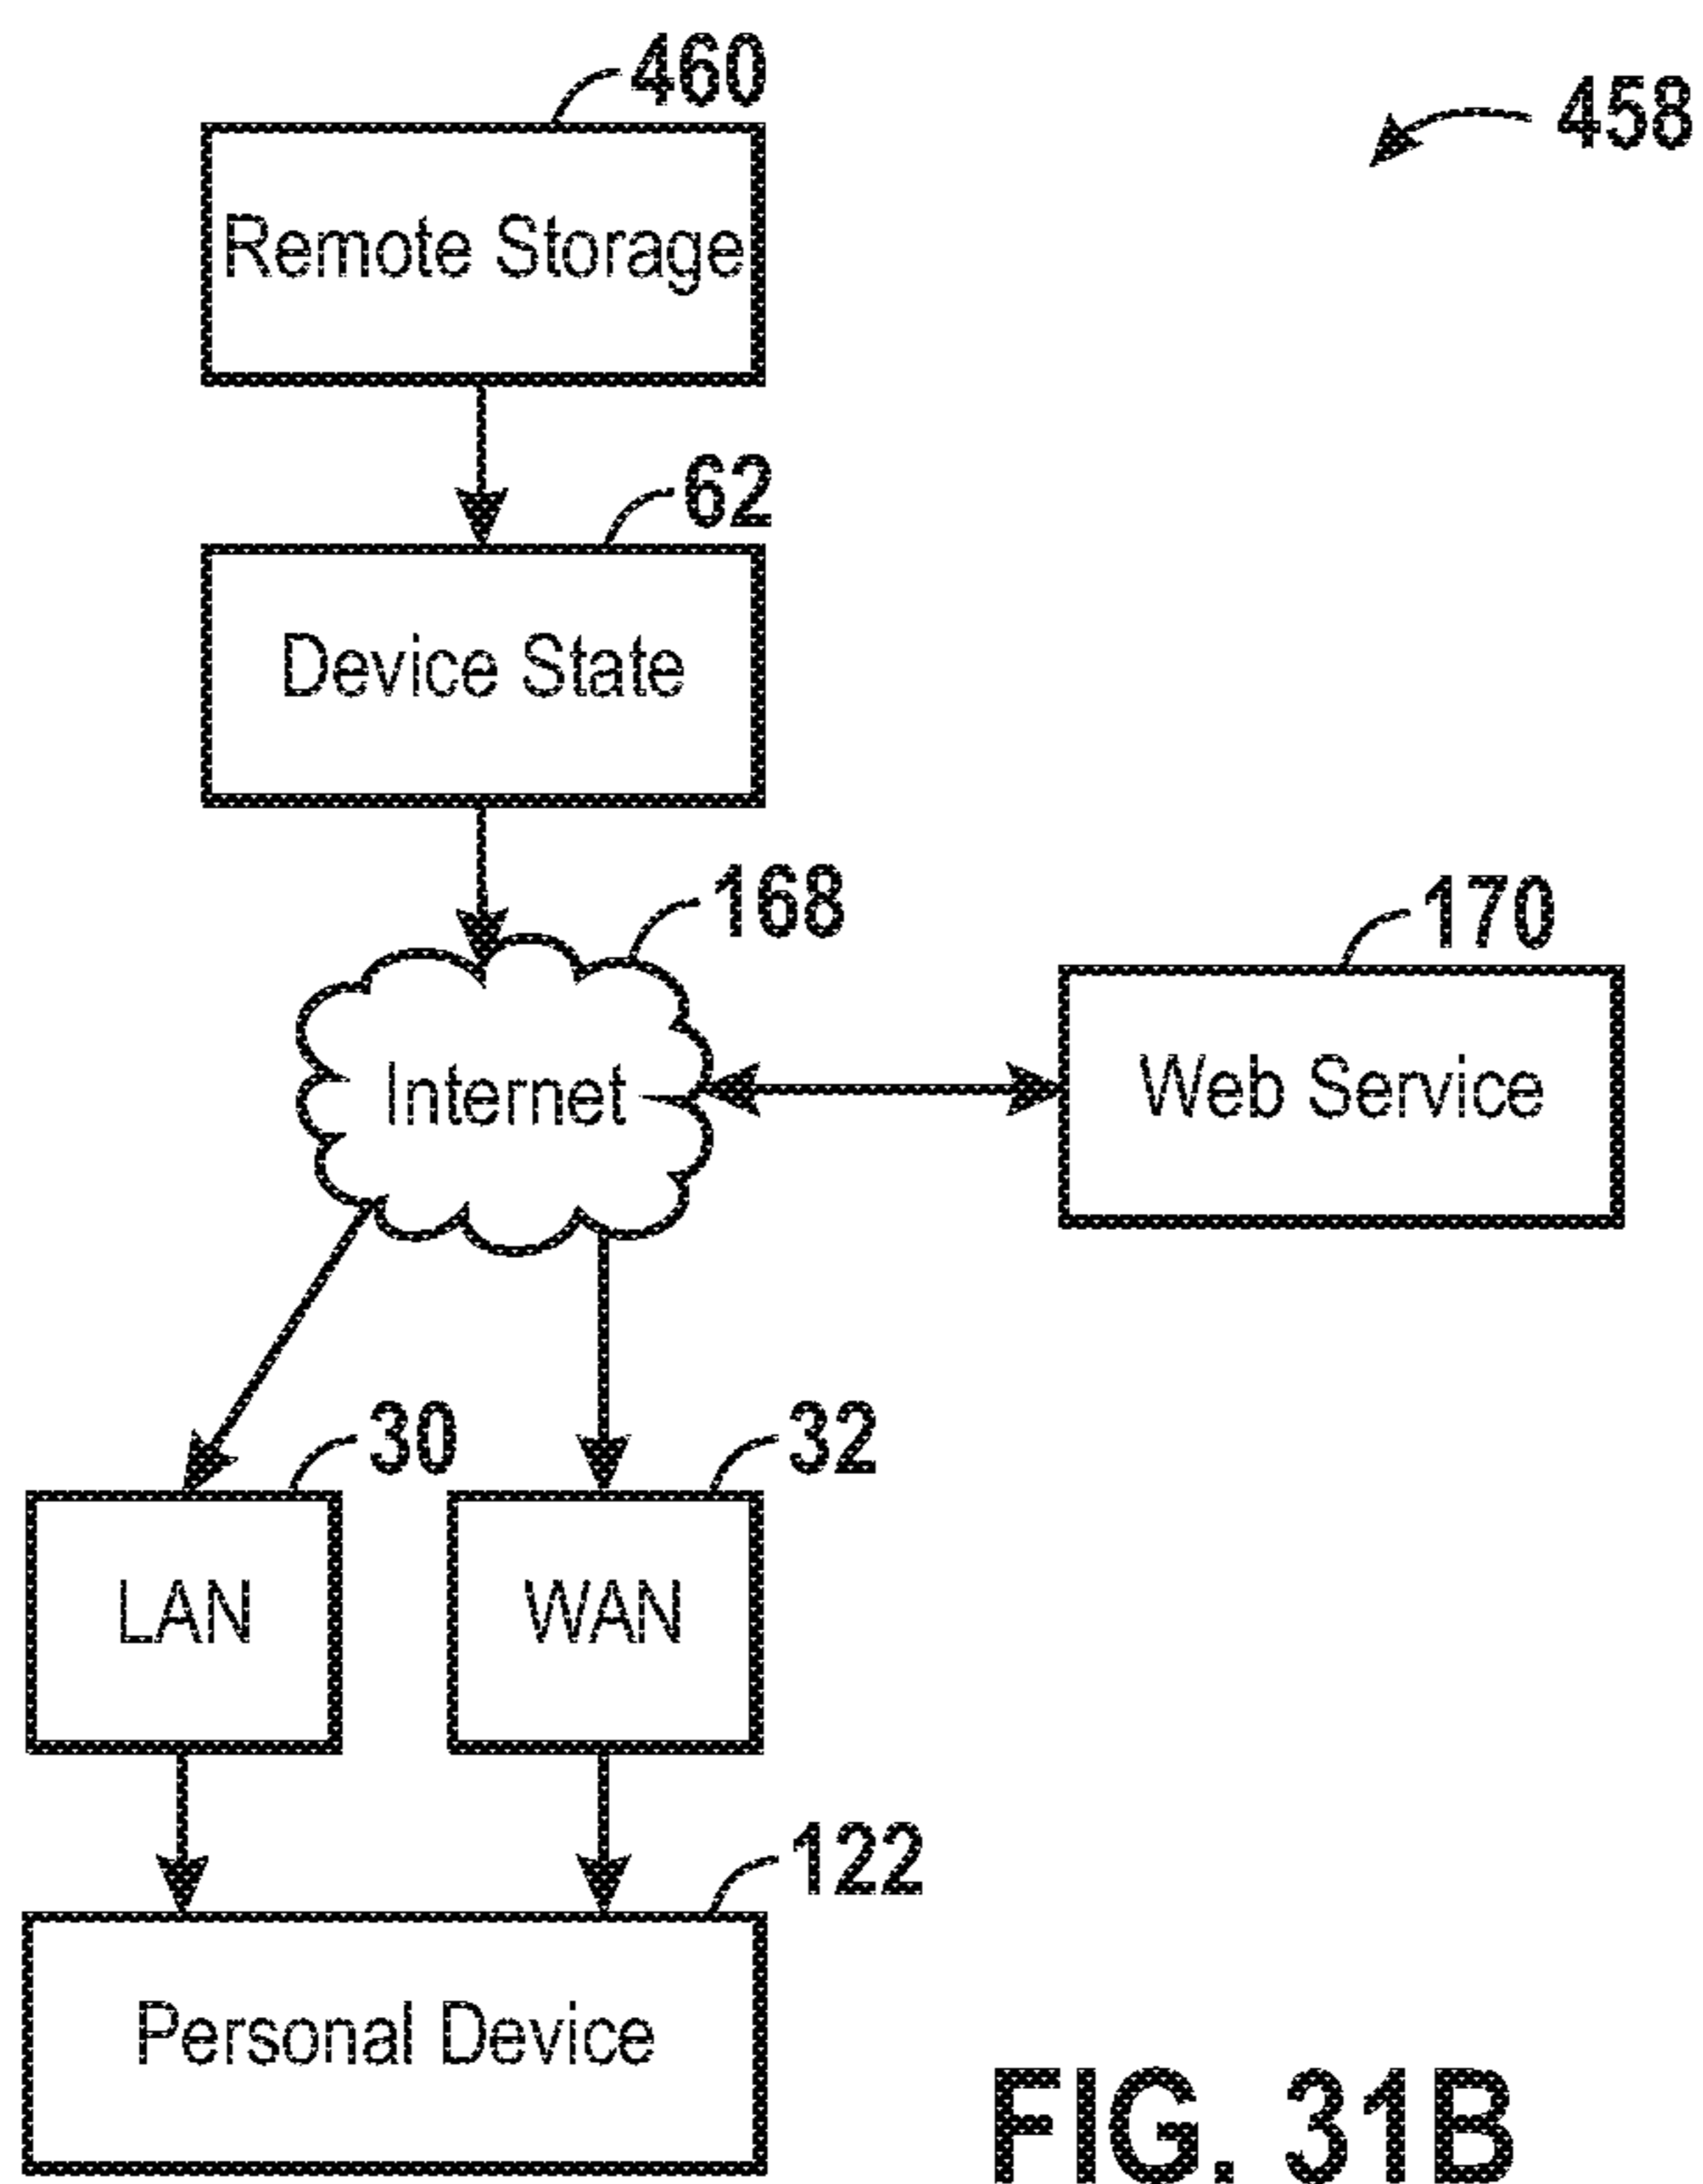 460
458
Remote Storage
62
Device State
168
170
Internet
Web Service
30
32
LAN
WAN
122
Personal Device
FIG. 31B